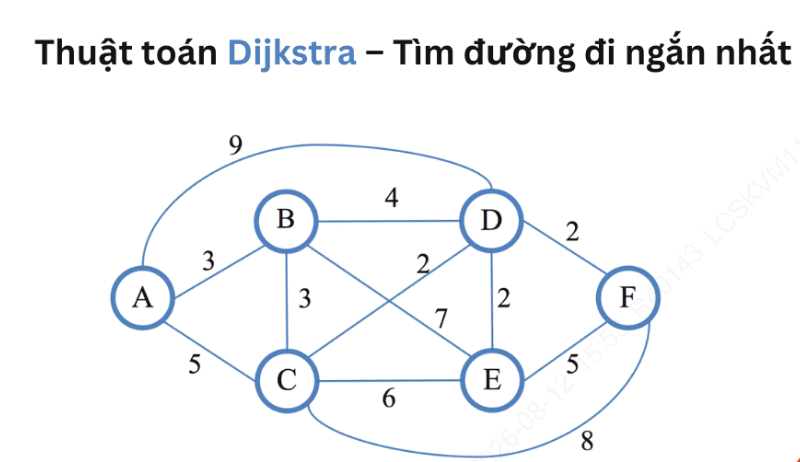 Thuật toán Dijkstra – Tìm đường đi ngắn nhất
9
B
4
D
2
3
2
A
3
2
F
7
5
5
C
E
6
8